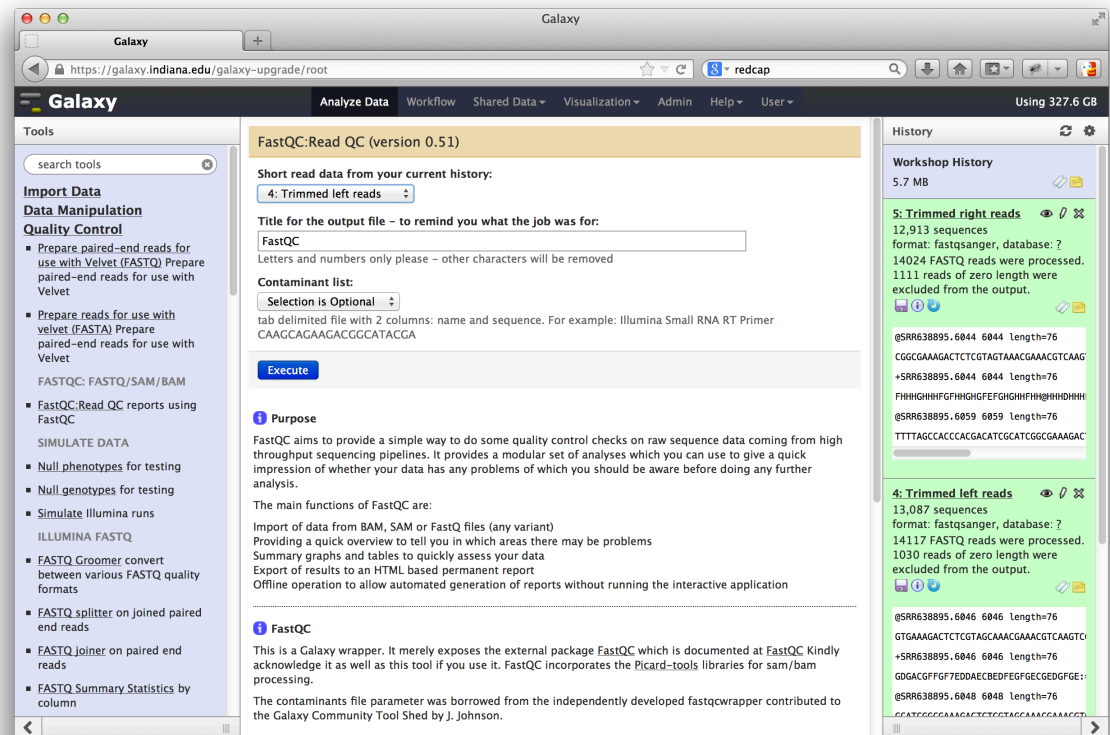 Galaxy
Galaxy
https://galaxy.indiana.edu/galaxy-upgrade/root
redcap
Galaxy
Analyze Data Workflow Shared Data Visualization Admin Help User
Using 327.6 GB
Tools
search tools
Import Data
Data Manipulation
Quality Control
Prepare paired-end reads for
use with Velvet (FASTQ) Prepare
paired-end reads for use with
Velvet
Prepare reads for use with
velvet (FASTA) Prepare
paired-end reads for use with
Velvet
FASTQC: FASTQ/SAM/BAM
FastQC:Read QC reports using
FastQC
SIMULATE DATA
Null phenotypes for testing
Null genotypes for testing
Simulate Illumina runs
ILLUMINA FASTQ
FASTQ Groomer convert
between various FASTQ quality
formats
FASTQ splitter on joined paired
end reads
FASTQ joiner on paired end
reads
FASTQ Summary Statistics by
column
FastQC:Read QC (version 0.51)
Short read data from your current history:
4: Trimmed left reads
Title for the output file – to remind you what the job was for:
FastQC
Letters and numbers only please – other characters will be removed
Contaminant list:
Selection is Optional
tab delimited file with 2 columns: name and sequence. For example: Illumina Small RNA RT Primer
CAAGCAGAAGACGGCATACGA
Execute
Purpose
FastQC aims to provide a simple way to do some quality control checks on raw sequence data coming from high
throughput sequencing pipelines. It provides a modular set of analyses which you can use to give a quick
impression of whether your data has any problems of which you should be aware before doing any further
analysis.
The main functions of FastQC are:
Import of data from BAM, SAM or FastQ files (any variant)
Providing a quick overview to tell you in which areas there may be problems
Summary graphs and tables to quickly assess your data
Export of results to an HTML based permanent report
Offline operation to allow automated generation of reports without running the interactive application
FastQC
This is a Galaxy wrapper. It merely exposes the external package FastQC which is documented at FastQC Kindly
acknowledge it as well as this tool if you use it. FastQC incorporates the Picard-tools libraries for sam/bam
processing.
The contaminants file parameter was borrowed from the independently developed fastqcwrapper contributed to
the Galaxy Community Tool Shed by J. Johnson.
History
Workshop History
5.7 MB
5: Trimmed right reads
12,913 sequences
format: fastqsanger, database: ?
14024 FASTQ reads were processed.
1111 reads of zero length were
excluded from the output.
@SRR638895.6044 6044 length=76
CGGCGAAAGACTCTCGTAGTAAACGAAACGTCAAGT
+SRR638895.6044 6044 length=76
FHHHGHHHFGFHHGHGFEFGHGHHFHH@HHHDHHH
@SRR638895.6059 6059 length=76
TTTTAGCCACCCACGACATCGCATCGGCGAAAGAC
4: Trimmed left reads
13,087 sequences
format: fastqsanger, database: ?
14117 FASTQ reads were processed.
1030 reads of zero length were
excluded from the output.
@SRR638895.6046 6046 length=76
GTGAAAGACTCTCGTAGCAAACGAAACGTCAAGTC
+SRR638895.6046 6046 length=76
GDGACGFFGF7EDDAECBEDFEGFGECGEDGFGE:
@SRR638895.6048 6048 length=76